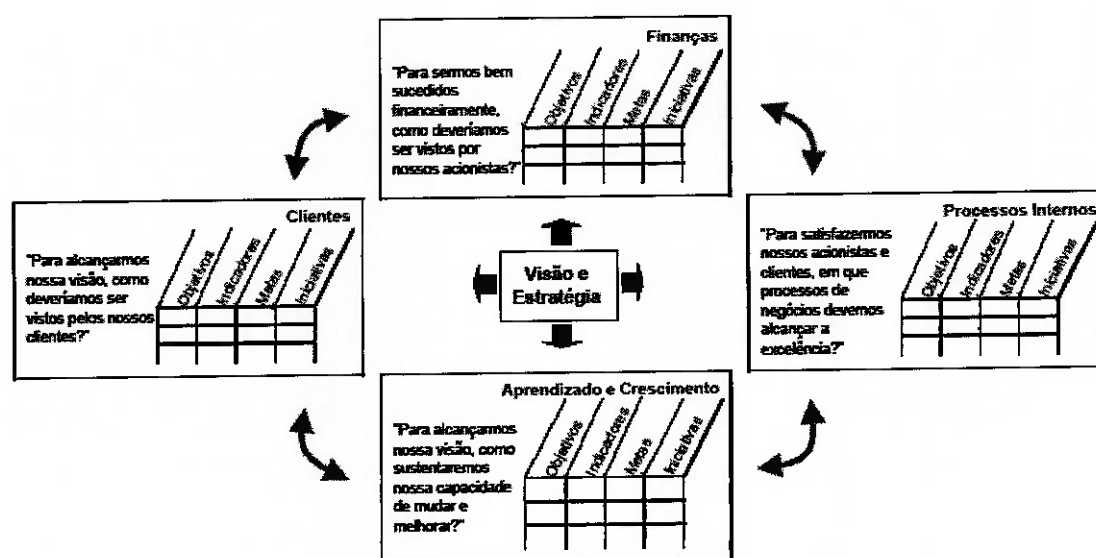 Finanças
"Para sermos bem
sucedidos
financeiramente,
como deveríamos
ser vistos por
nossos acionistas?"
Objetivos
Indicadores
Metas
Iniciativas
Clientes
"Para alcançarmos
nossa visão, como
deveríamos ser
vistos pelos nossos
clientes?"
Objetivos
Indicadores
Metas
Iniciativas
Visão e
Estratégia
Processos Internos
"Para satisfazermos
nossos acionistas e
clientes, em que
processos de
negócios devemos
alcançar a
excelência?"
Objetivos
Indicadores
Metas
Iniciativas
Aprendizado e Crescimento
"Para alcançarmos
nossa visão, como
sustentaremos
nossa capacidade
de mudar e
melhorar?"
Objetivos
Indicadores
Metas
Iniciativas